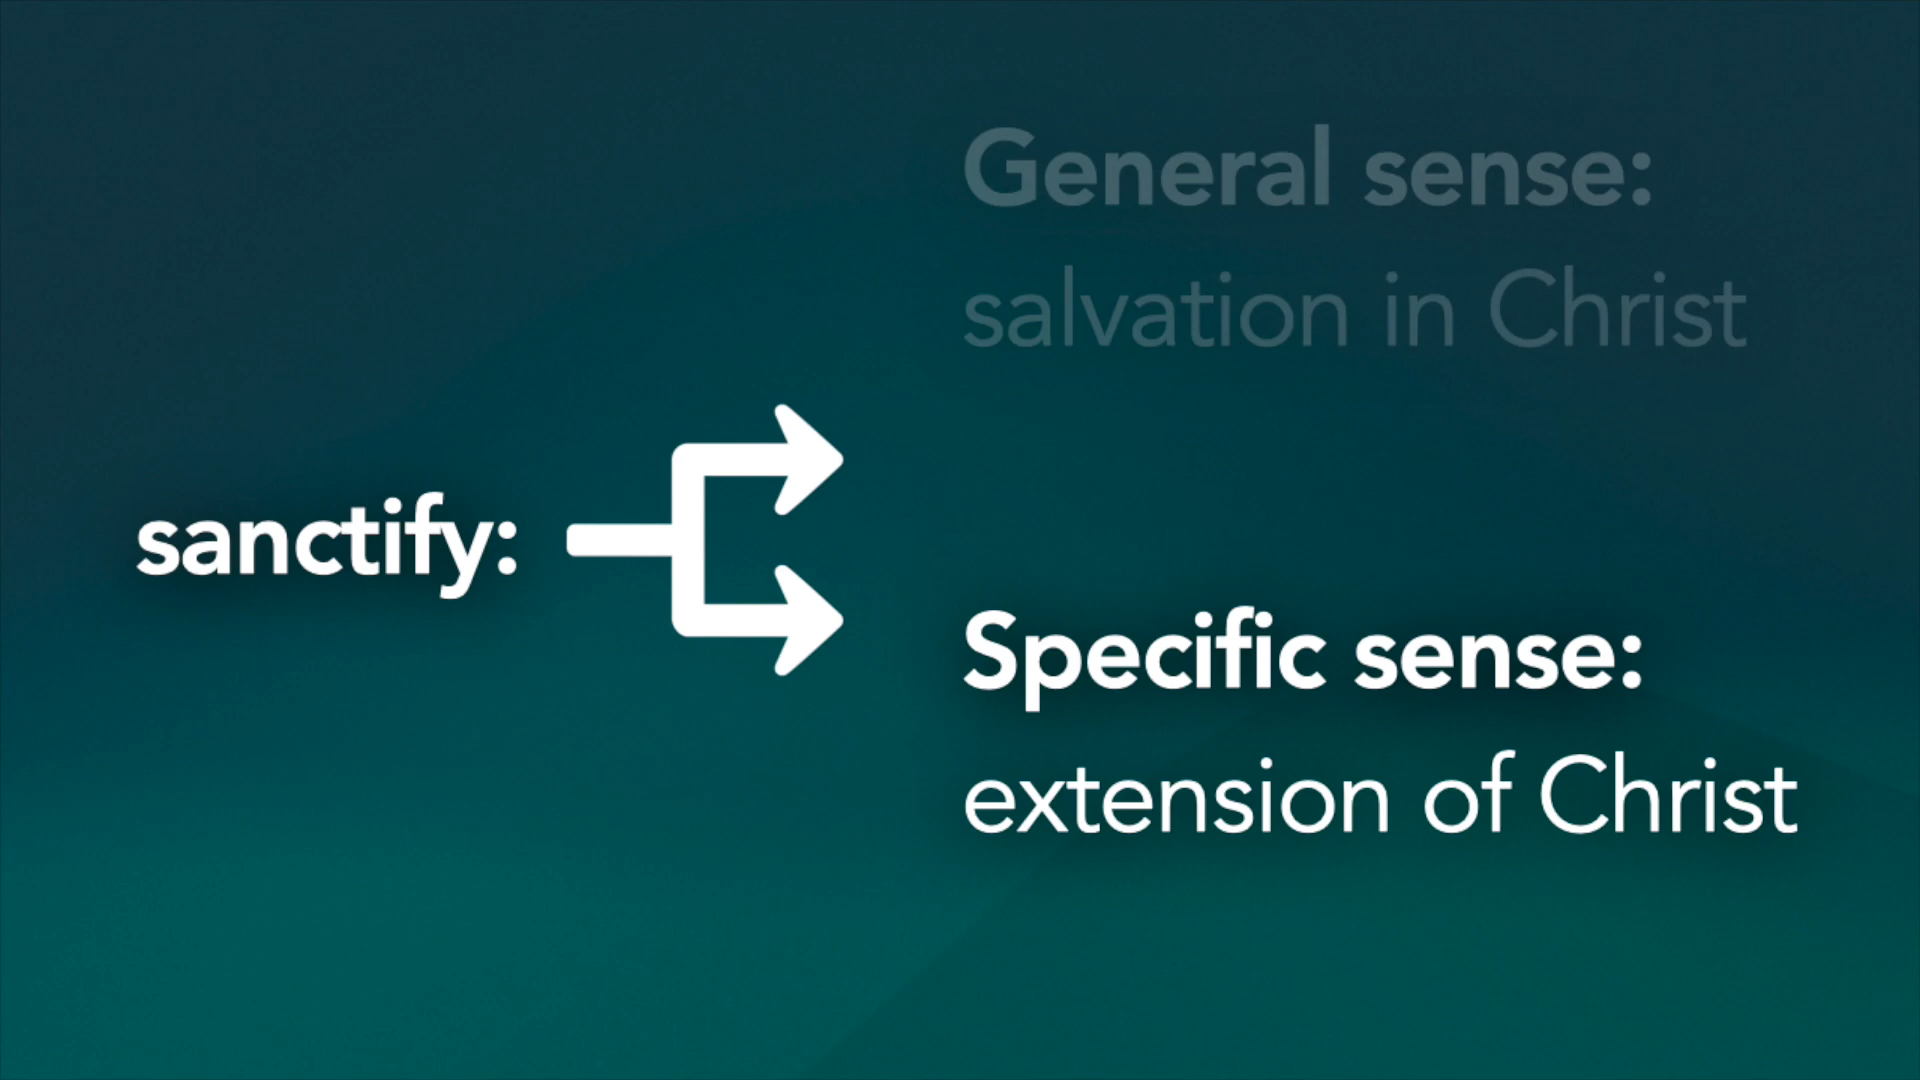 General sense:
salvation in Christ
sanctify:
Specific sense:
extension of Christ